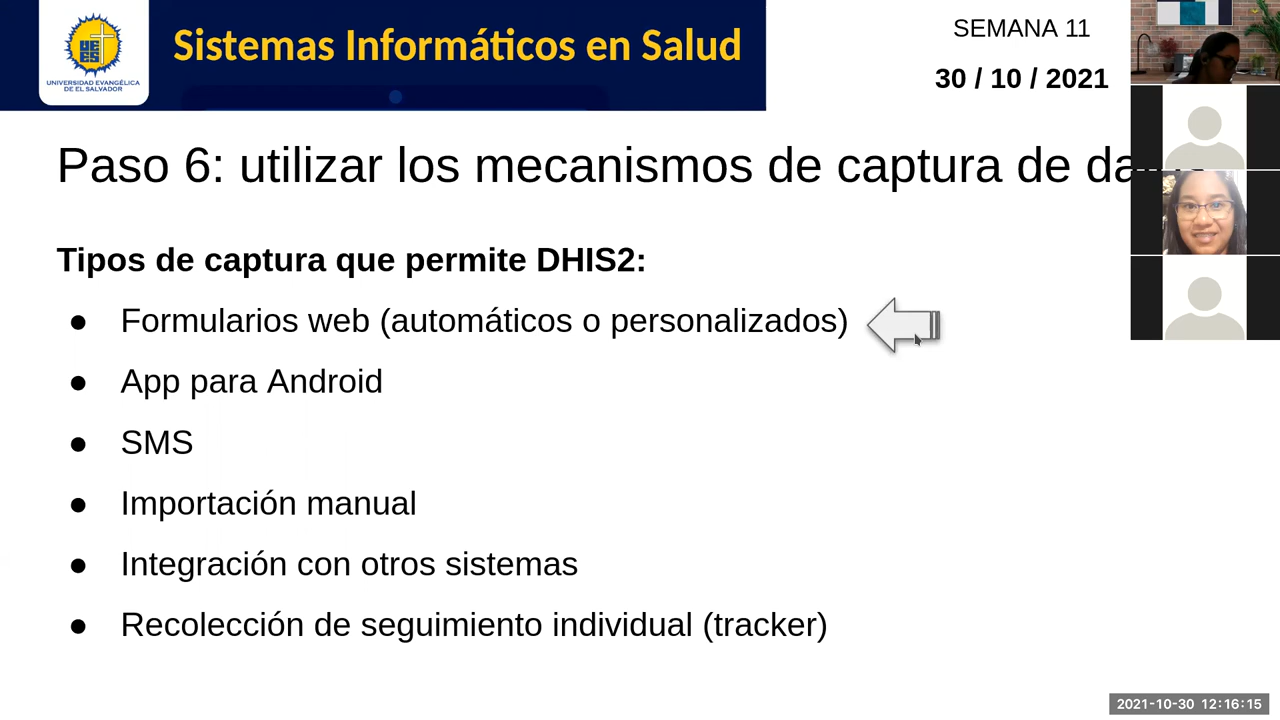 UNIVERSIDAD EVANGÉLICA
DE EL SALVADOR
Sistemas Informáticos en Salud
SEMANA 11
30 / 10 / 2021
Paso 6: utilizar los mecanismos de captura de
Tipos de captura que permite DHIS2:
● Formularios web (automáticos o personalizados)
● App para Android
● SMS
● Importación manual
● Integración con otros sistemas
● Recolección de seguimiento individual (tracker)
2021-10-30 12:16:15